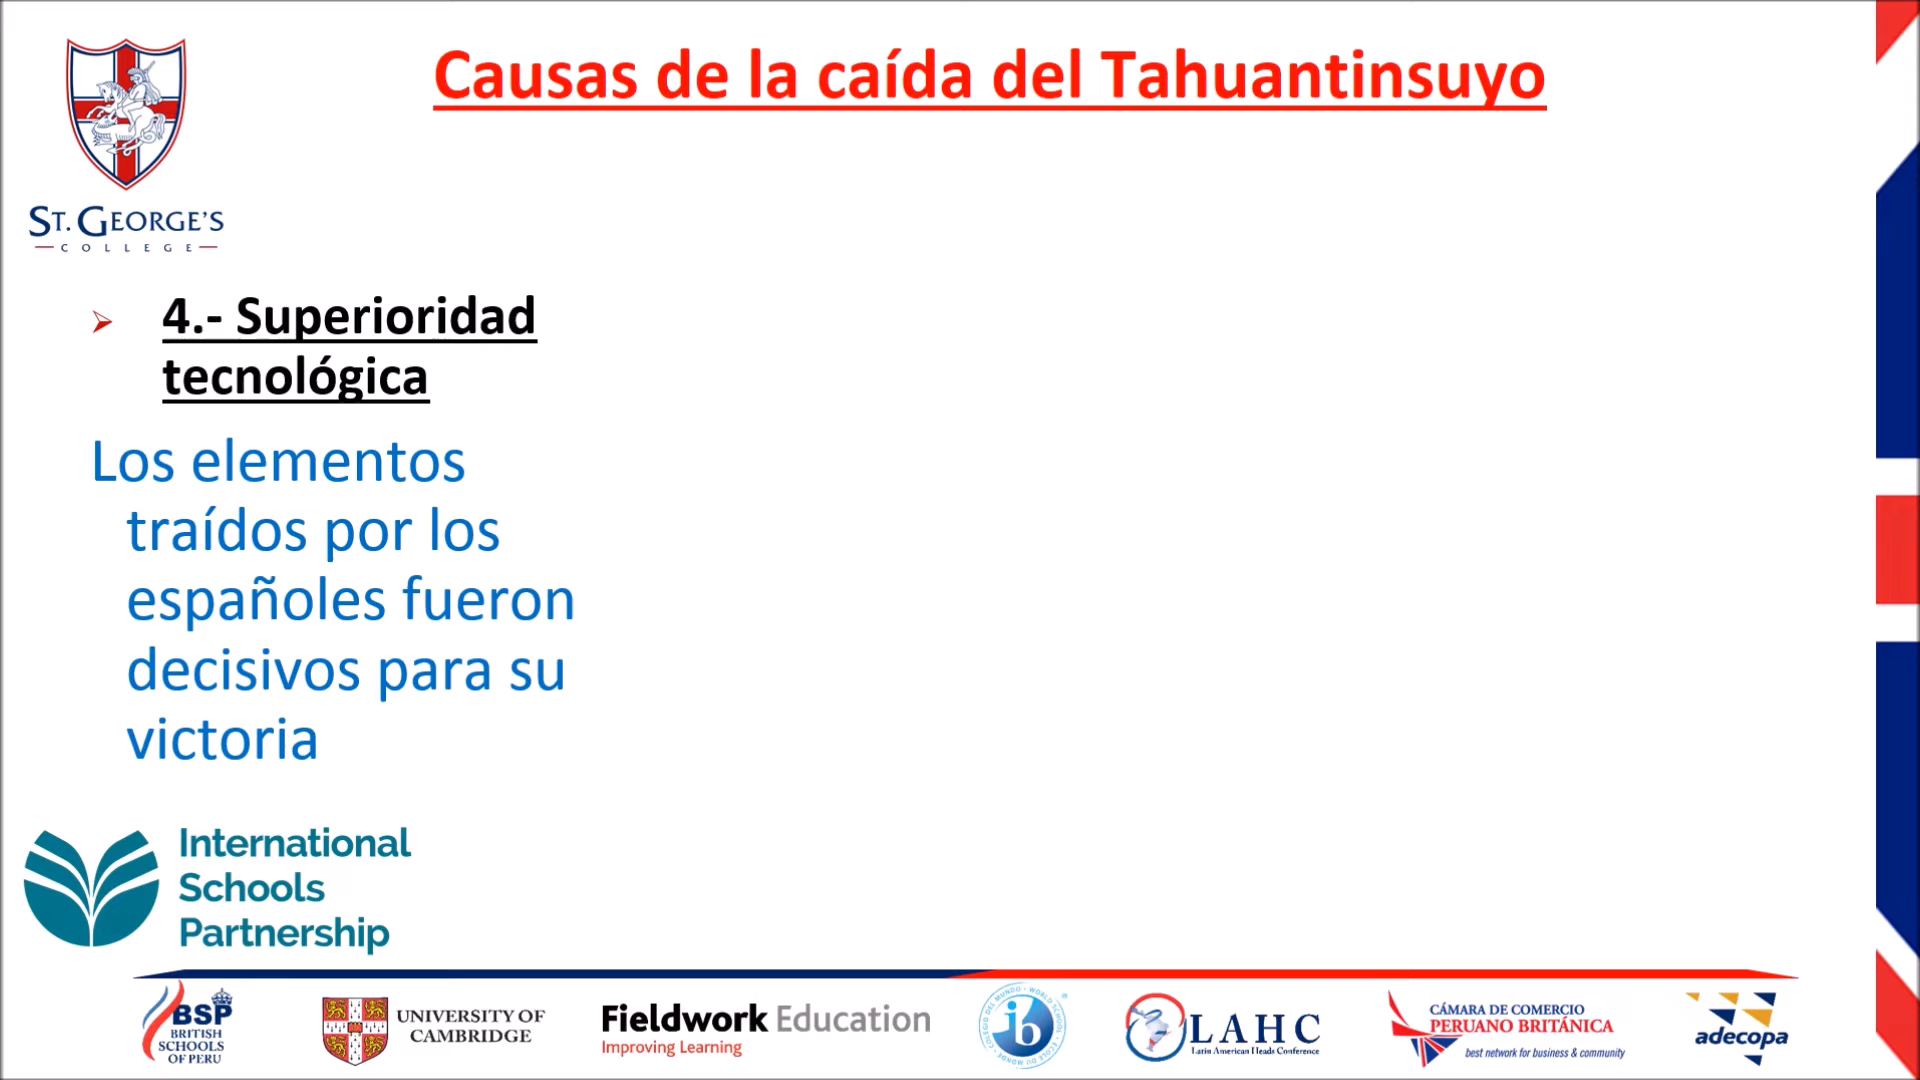 Causas de la caída del Tahuantinsuyo
ST. GEORGE'S
COLLEGE
4.- Superioridad
tecnológica
Los elementos
traídos por los
españoles fueron
decisivos para su
victoria
International
Schools
Partnership
BSP
BRITISH
SCHOOLS
OF PERU
UNIVERSITY OF
CAMBRIDGE
Fieldwork Education
Improving Learning
ib
LAHC
Latin American Heads Conference
CÁMARA DE COMERCIO
PERUANO BRITÁNICA
best network for business & community
adecopa